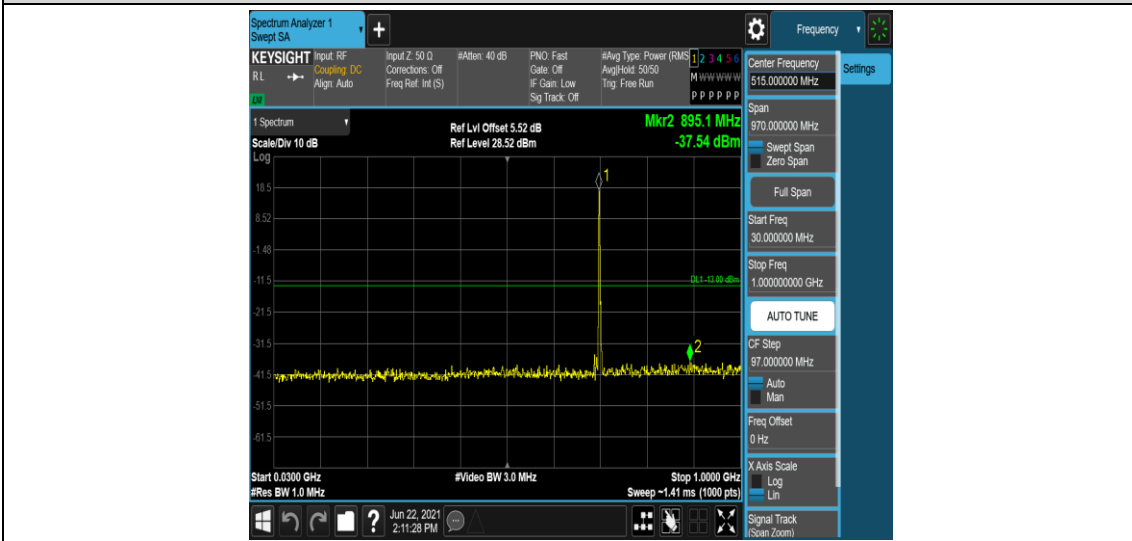 Spectrum Analyzer 1
Swept SA
+
Frequency
KEYSIGHT
R L
LXI
Input: RF
Coupling: DC
Align: Auto
Input Z: 50 Ω
Corrections: Off
Freq Ref: Int (S)
#Atten: 40 dB
PNO: Fast
Gate: Off
IF Gain: Low
Sig Track: Off
#Avg Type: Power (RMS
Avg|Hold: 50/50
Trig: Free Run
1 2 3 4 5 6
M W W W W W
P P P P P P
1 Spectrum
Scale/Div 10 dB
Log
Ref Lvl Offset 5.52 dB
Ref Level 28.52 dBm
Mkr2 895.1 MHz
-37.54 dBm
1
18.5
8.52
-1.48
-11.5
DL1 -13.00 dBm
-21.5
-31.5
2
-41.5
-51.5
-61.5
Start 0.0300 GHz
#Res BW 1.0 MHz
#Video BW 3.0 MHz
Stop 1.0000 GHz
Sweep ~1.41 ms (1000 pts)
?
Jun 22, 2021
2:11:28 PM
Center Frequency
515.000000 MHz
Settings
Span
970.000000 MHz
Swept Span
Zero Span
Full Span
Start Freq
30.000000 MHz
Stop Freq
1.000000000 GHz
AUTO TUNE
CF Step
97.000000 MHz
Auto
Man
Freq Offset
0 Hz
X Axis Scale
Log
Lin
Signal Track
(Span Zoom)